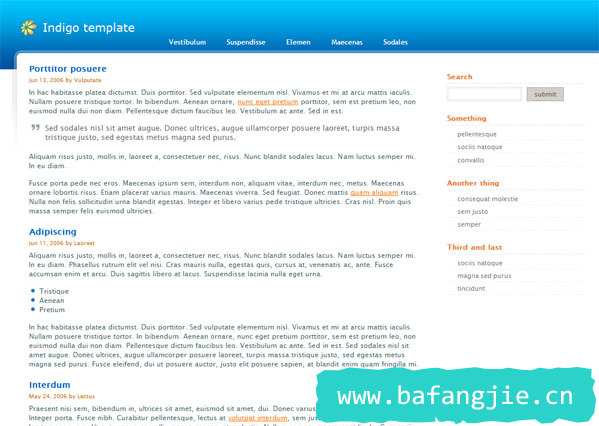 Indigo template
Vestibulum Suspendisse Elemen Maecenas Sodales
Porttitor posuere
Jun 13, 2006 by Vulputate
In hac habitasse platea dictumst. Duis porttitor. Sed vulputate elementum nisl. Vivamus et mi at arcu mattis iaculis.
Nullam posuere tristique tortor. In bibendum. Aenean ornare, nunc eget pretium porttitor, sem est pretium leo, non
euismod nulla dui non diam. Pellentesque dictum faucibus leo. Vestibulum ac ante. Sed in est.
Sed sodales nisl sit amet augue. Donec ultrices, augue ullamcorper posuere laoreet, turpis massa
tristique justo, sed egestas metus magna sed purus.
Aliquam risus justo, mollis in, laoreet a, consectetuer nec, risus. Nunc blandit sodales lacus. Nam luctus semper mi.
In eu diam.
Fusce porta pede nec eros. Maecenas ipsum sem, interdum non, aliquam vitae, interdum nec, metus. Maecenas
ornare lobortis risus. Etiam placerat varius mauris. Maecenas viverra. Sed feugiat. Donec mattis quam aliquam risus.
Nulla non felis sollicitudin urna blandit egestas. Integer et libero varius pede tristique ultricies. Cras nisl. Proin quis
massa semper felis euismod ultricies.
Adipiscing
Jun 11, 2006 by Laoreet
Aliquam risus justo, mollis in, laoreet a, consectetuer nec, risus. Nunc blandit sodales lacus. Nam luctus semper mi.
In eu diam. Phasellus rutrum elit vel nisi. Cras mauris nulla, egestas quis, cursus at, venenatis ac, ante. Fusce
accumsan enim et arcu. Duis sagittis libero at lacus. Suspendisse lacinia nulla eget urna.
Tristique
Aenean
Pretium
In hac habitasse platea dictumst. Duis porttitor. Sed vulputate elementum nisl. Vivamus et mi at arcu mattis iaculis.
Nullam posuere tristique tortor. In bibendum. Aenean ornare, nunc eget pretium porttitor, sem est pretium leo, non
euismod nulla dui non diam. Pellentesque dictum faucibus leo. Vestibulum ac ante. Sed in est. Sed sodales nisl sit
amet augue. Donec ultrices, augue ullamcorper posuere laoreet, turpis massa tristique justo, sed egestas metus
magna sed purus. Fusce eleifend, dui ut posuere auctor, justo elit posuere sapien, at blandit enim quam fringilla mi.
Interdum
May 24, 2006 by Lectus
Praesent nisi sem, bibendum in, ultrices sit amet, euismod sit amet, dui. Donec
Integer porta. Fusce nibh. Curabitur pellentesque, lectus at volutpat interdum, sem
Search
submit
Something
pellentesque
sociis natoque
convallis
Another thing
consequat molestie
sem justo
semper
Third and last
sociis natoque
magna sed purus
tincidunt
www.bafangjie.cn